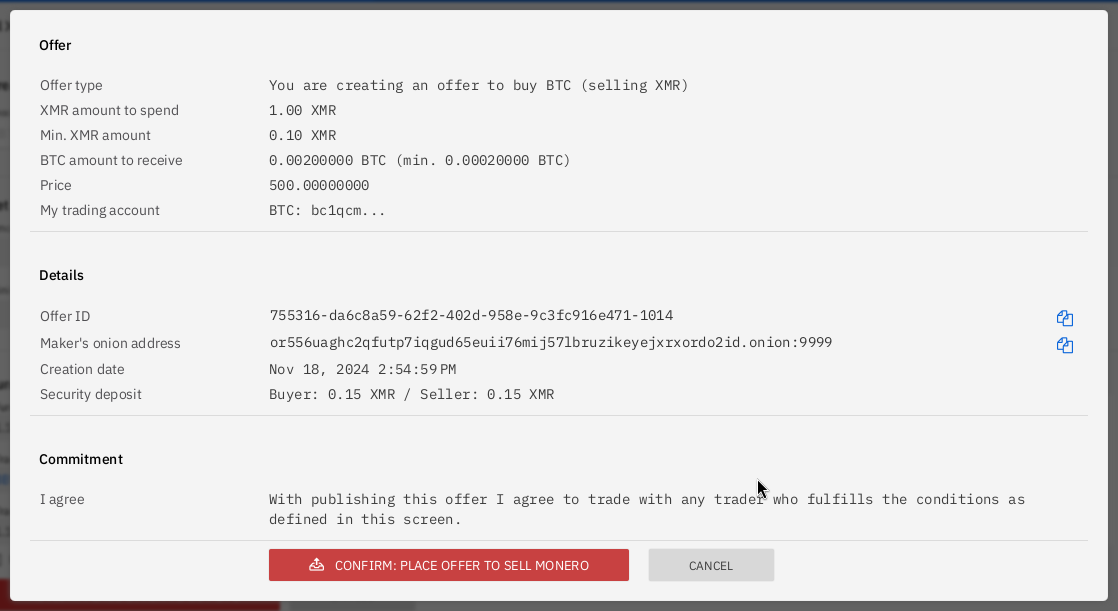 Offer
Offer type You are creating an offer to buy BTC (selling XMR)
XMR amount to spend 1.00 XMR
Min. XMR amount 0.10 XMR
BTC amount to receive 0.00200000 BTC (min. 0.00020000 BTC)
Price 500.00000000
My trading account BTC: bc1qcm...
Details
Offer ID 755316-da6c8a59-62f2-402d-958e-9c3fc916e471-1014
Maker's onion address or556uaghc2qfutp7iqgud65euii76mij57lbruzikeyejxrxordo2id.onion:9999
Creation date Nov 18, 2024 2:54:59 PM
Security deposit Buyer: 0.15 XMR / Seller: 0.15 XMR
Commitment
I agree With publishing this offer I agree to trade with any trader who fulfills the conditions as
defined in this screen.
CONFIRM: PLACE OFFER TO SELL MONERO CANCEL